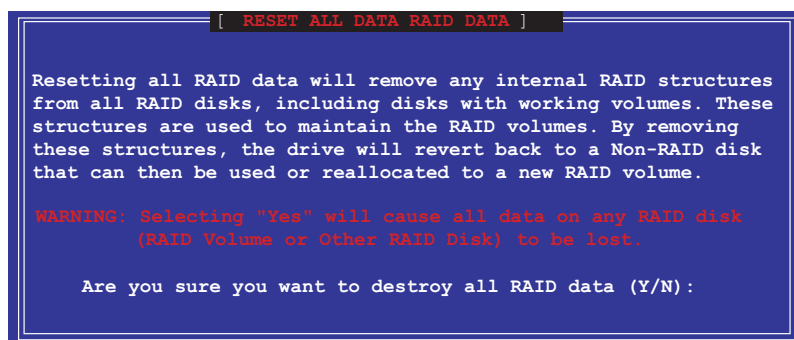 [ RESET ALL DATA RAID DATA ]
Resetting all RAID data will remove any internal RAID structures
from all RAID disks, including disks with working volumes. These
structures are used to maintain the RAID volumes. By removing
these structures, the drive will revert back to a Non-RAID disk
that can then be used or reallocated to a new RAID volume.
WARNING: Selecting "Yes" will cause all data on any RAID disk
(RAID Volume or Other RAID Disk) to be lost.
Are you sure you want to destroy all RAID data (Y/N):